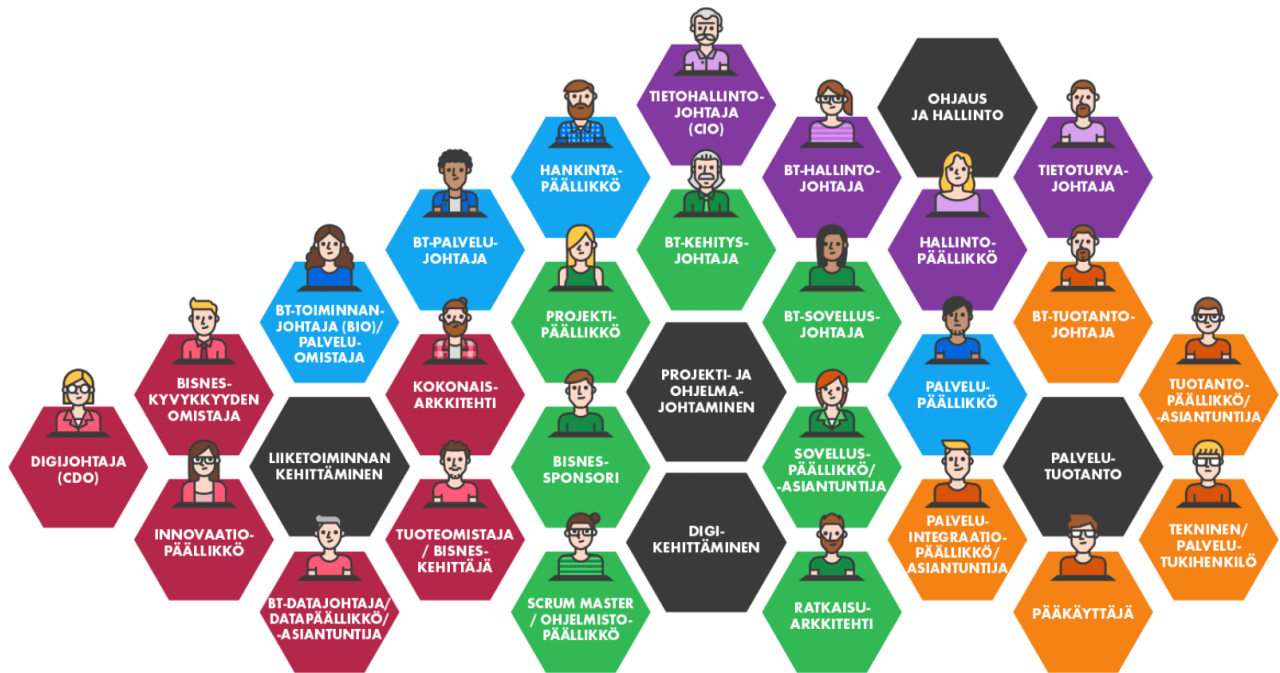 TIETOHALLINTO-
JOHTAJA
(CIO)
OHJAUS
JA HALLINTO
HANKINTA-
PÄÄLLIKKÖ
BT-HALLINTO-
JOHTAJA
TIETOTURVA-
JOHTAJA
BT-PALVELU-
JOHTAJA
BT-KEHITYS-
JOHTAJA
HALLINTO-
PÄÄLLIKKÖ
BT-TOIMINNAN-
JOHTAJA (BIO)/
PALVELU-
OMISTAJA
PROJEKTI-
PÄÄLLIKKÖ
BT-SOVELLUS-
JOHTAJA
BT-TUOTANTO-
JOHTAJA
BISNES-
KYVYKKYYDEN
OMISTAJA
KOKONAIS-
ARKKITEHTI
PROJEKTI- JA
OHJELMA-
JOHTAMINEN
PALVELU-
PÄÄLLIKKÖ
TUOTANTO-
PÄÄLLIKKÖ/
-ASIANTUNTIJA
DIGIJOHTAJA
(CDO)
LIIKETOIMINNAN
KEHITTÄMINEN
BISNES-
SPONSORI
SOVELLUS-
PÄÄLLIKKÖ/
-ASIANTUNTIJA
PALVELU-
TUOTANTO
INNOVAATIO-
PÄÄLLIKKÖ
TUOTEOMISTAJA
/ BISNES-
KEHITTÄJÄ
DIGI-
KEHITTÄMINEN
PALVELU-
INTEGRAATIO-
PÄÄLLIKKÖ/
ASIANTUNTIJA
TEKNINEN/
PALVELU-
TUKIHENKILÖ
BT-DATAJOHTAJA/
DATAPÄÄLLIKKÖ/
-ASIANTUNTIJA
SCRUM MASTER
/ OHJELMISTO-
PÄÄLLIKKÖ
RATKAISU-
ARKKITEHTI
PÄÄKÄYTTÄJÄ